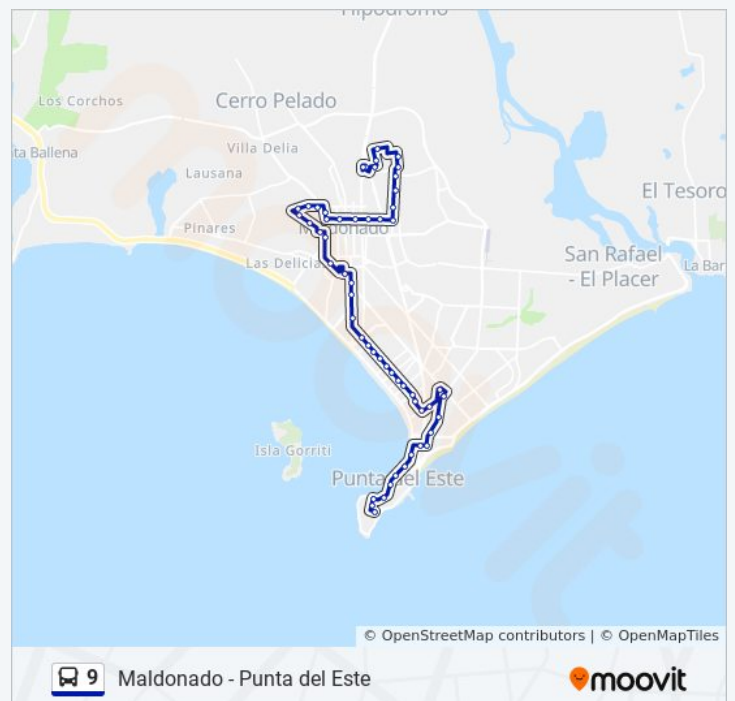 Hipódromo
Los Corchos
Cerro Pelado
Villa Delia
ta Ballena
Lausana
El Tesoro
Pinares
Maldonado
Las Delicias
San Rafael
- El Placer
La Bar
Isla Gorriti
Punta del Este
© OpenStreetMap contributors | © OpenMapTiles
9 Maldonado - Punta del Este
moovit